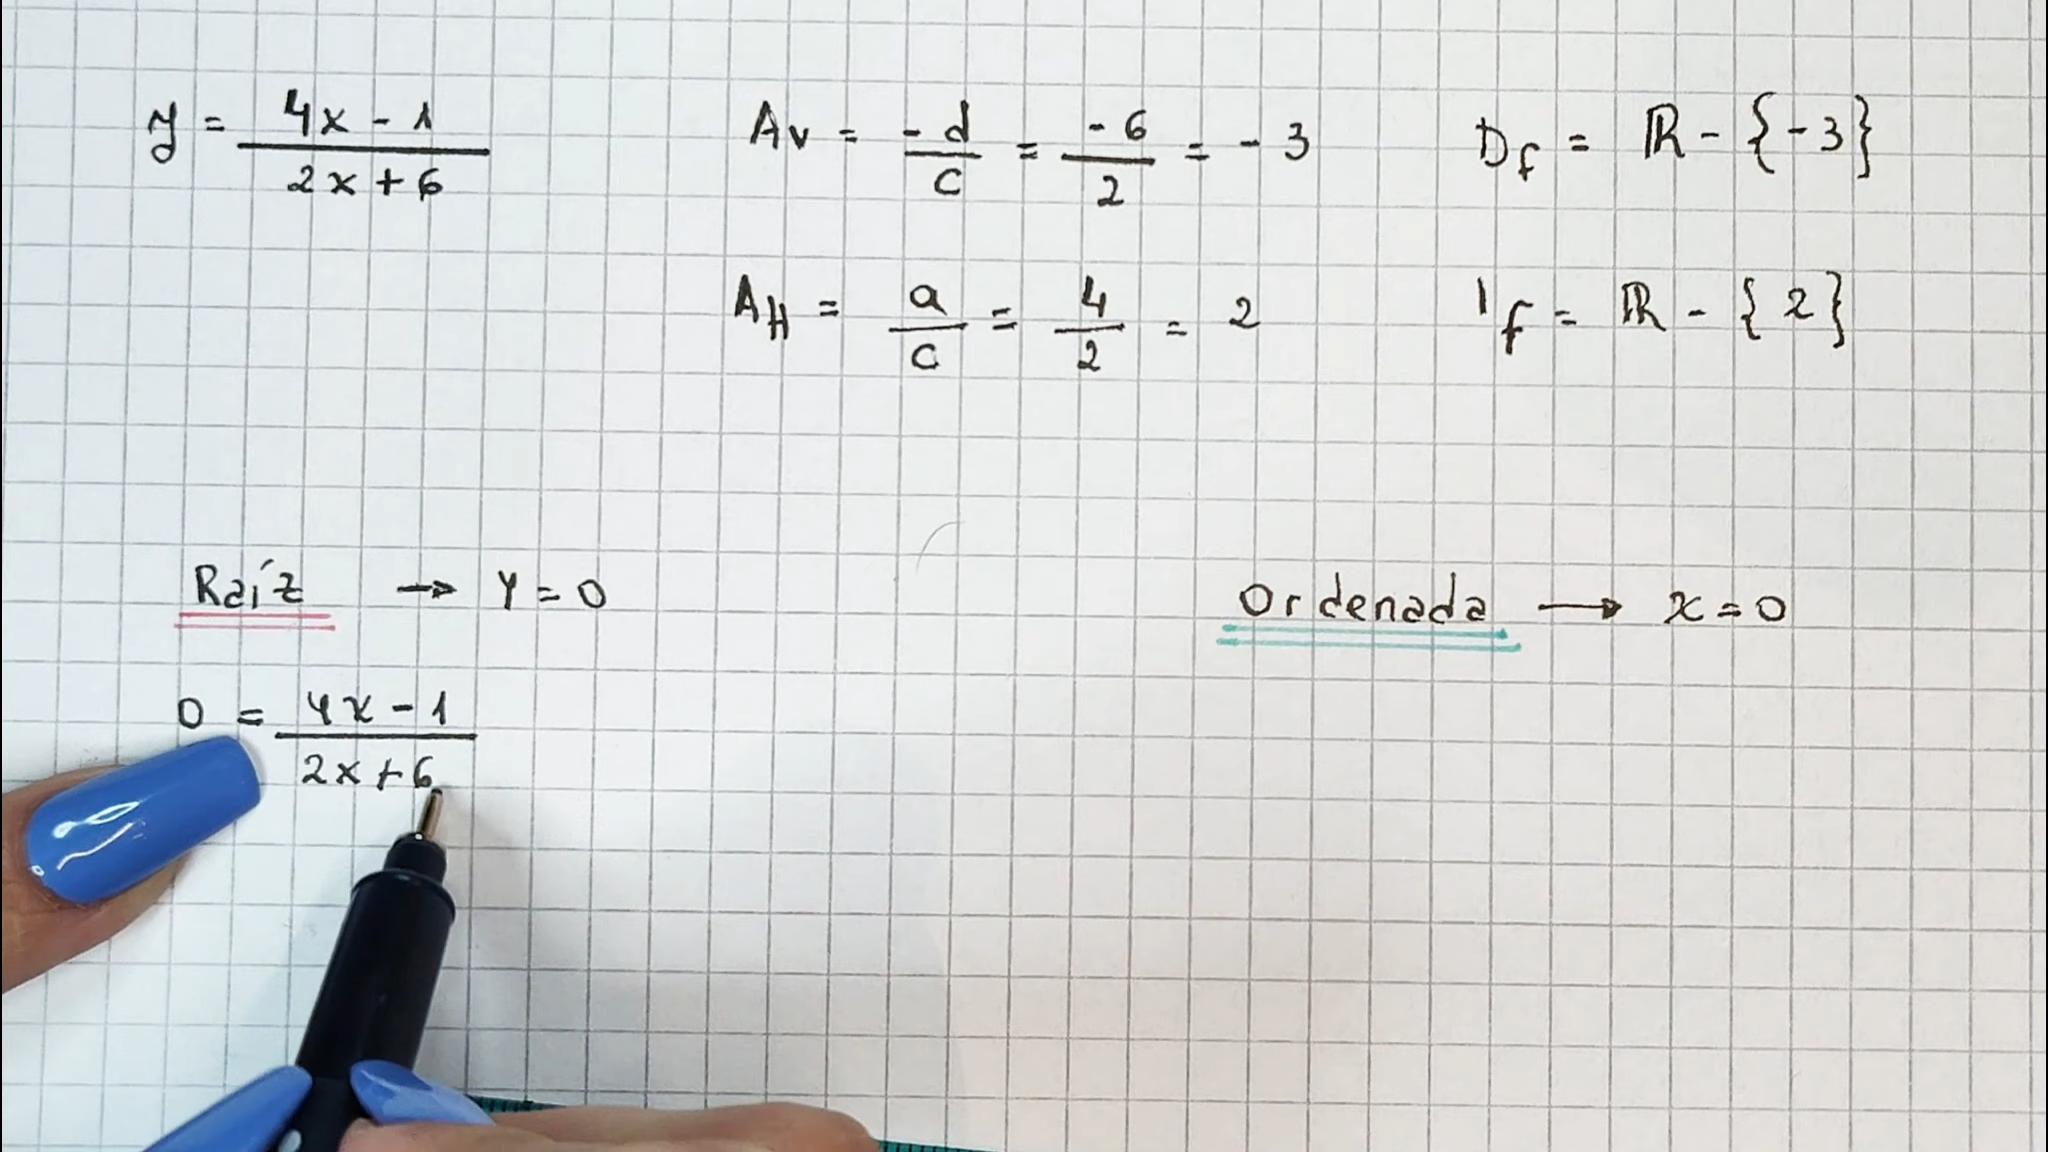 y = (4x - 1)/(2x + 6)
Av = -d/c = -6/2 = -3
Df = ℝ - {-3}
AH = a/c = 4/2 = 2
If = ℝ - {2}
Raíz → y = 0
Ordenada → x = 0
0 = (4x - 1)/(2x + 6)